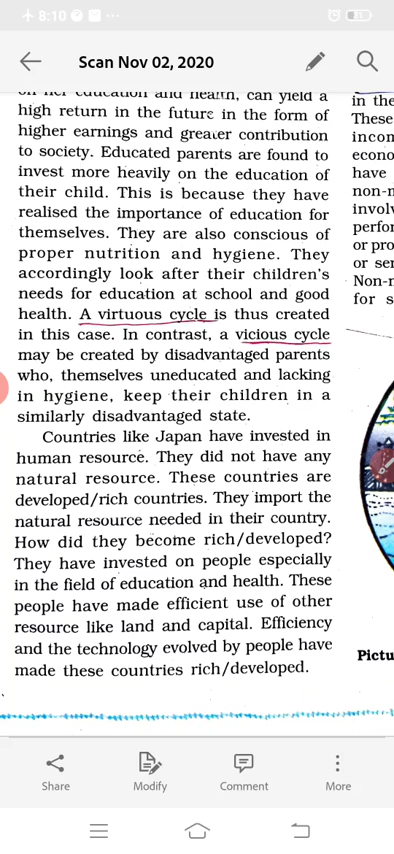 8:10
Scan Nov 02, 2020
on her education and health, can yield a
high return in the future in the form of
higher earnings and greater contribution
to society. Educated parents are found to
invest more heavily on the education of
their child. This is because they have
realised the importance of education for
themselves. They are also conscious of
proper nutrition and hygiene. They
accordingly look after their children's
needs for education at school and good
health. A virtuous cycle is thus created
in this case. In contrast, a vicious cycle
may be created by disadvantaged parents
who, themselves uneducated and lacking
in hygiene, keep their children in a
similarly disadvantaged state.
Countries like Japan have invested in
human resource. They did not have any
natural resource. These countries are
developed/rich countries. They import the
natural resource needed in their country.
How did they become rich/developed?
They have invested on people especially
in the field of education and health. These
people have made efficient use of other
resource like land and capital. Efficiency
and the technology evolved by people have
made these countries rich/developed.
in the
These
incom
econo
have
non-m
involv
perfor
or pro
or ser
Non-m
for s
Pictu
Share
Modify
Comment
More